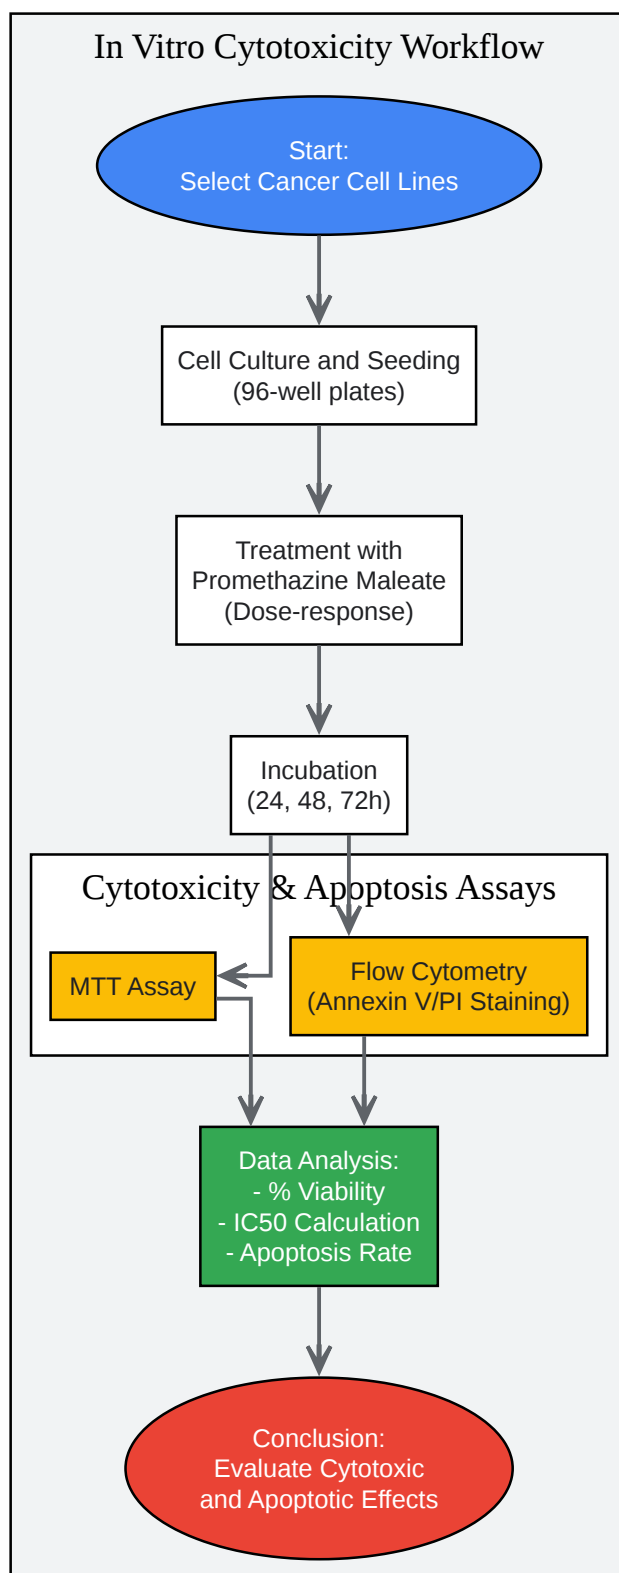 In Vitro Cytotoxicity Workflow
Start:
Select Cancer Cell Lines
Cell Culture and Seeding
(96-well plates)
Treatment with
Promethazine Maleate
(Dose-response)
Incubation
(24, 48, 72h)
Cytotoxicity & Apoptosis Assays
MTT Assay
Flow Cytometry
(Annexin V/PI Staining)
Data Analysis:
- % Viability
- IC50 Calculation
- Apoptosis Rate
Conclusion:
Evaluate Cytotoxic
and Apoptotic Effects